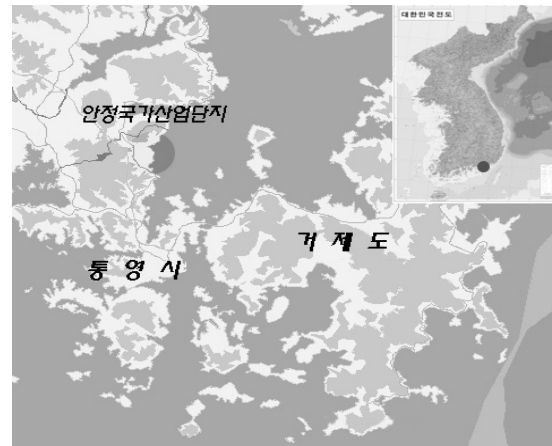 대한민국전도
안정국가산업단지
거 제 도
통 영 시